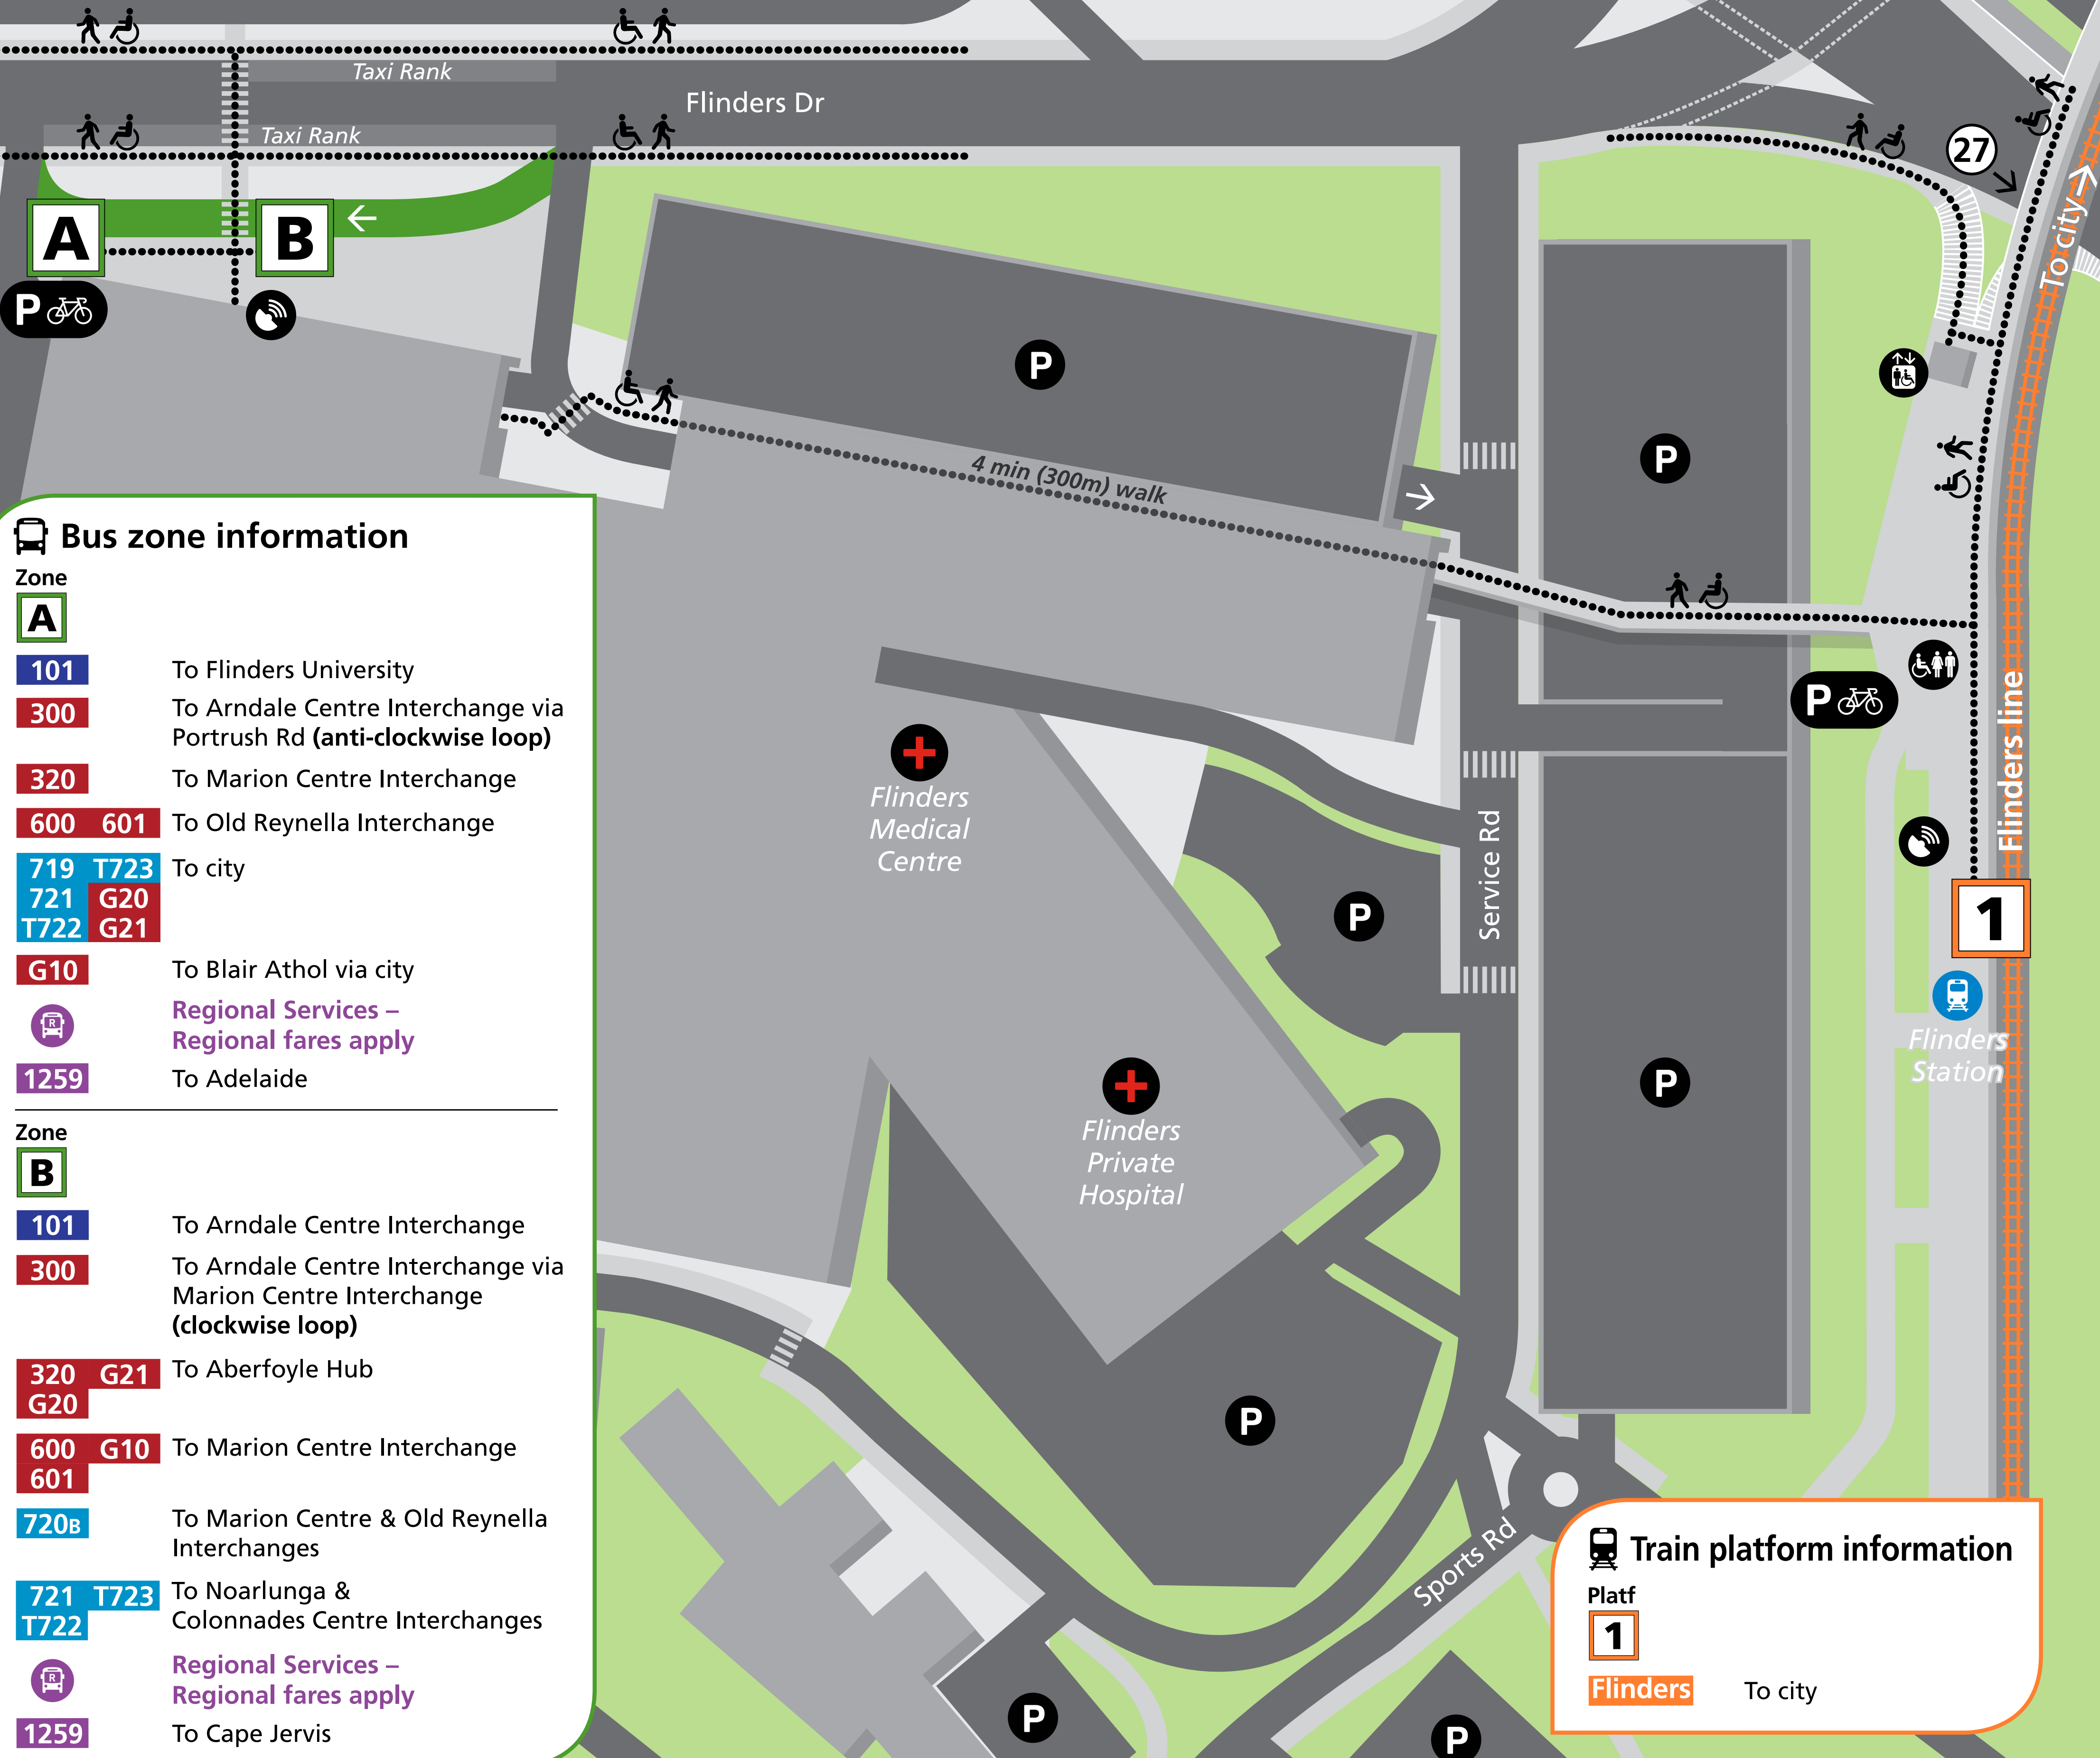 Taxi Rank
Flinders Dr
Taxi Rank
27
To city
A
B
P
P
P
4 min (300m) walk
P
Flinders line
Flinders
Medical
Centre
Service Rd
P
1
Flinders
Station
P
Flinders
Private
Hospital
P
Sports Rd
P
P
Bus zone information
Zone
A
101 To Flinders University
300 To Arndale Centre Interchange via
Portrush Rd (anti-clockwise loop)
320 To Marion Centre Interchange
600 601 To Old Reynella Interchange
719 T723 To city
721 G20
T722 G21
G10 To Blair Athol via city
R Regional Services –
Regional fares apply
1259 To Adelaide
Zone
B
101 To Arndale Centre Interchange
300 To Arndale Centre Interchange via
Marion Centre Interchange
(clockwise loop)
320 G21 To Aberfoyle Hub
G20
600 G10 To Marion Centre Interchange
601
720B To Marion Centre & Old Reynella
Interchanges
721 T723 To Noarlunga &
T722 Colonnades Centre Interchanges
R Regional Services –
Regional fares apply
1259 To Cape Jervis
Train platform information
Platf
1
Flinders To city